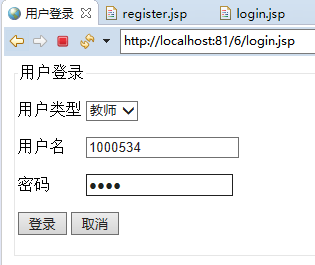 用户登录 register.jsp login.jsp
http://localhost:81/6/login.jsp
用户登录
用户类型 教师
用户名 1000534
密码 ●●●●
登录 取消